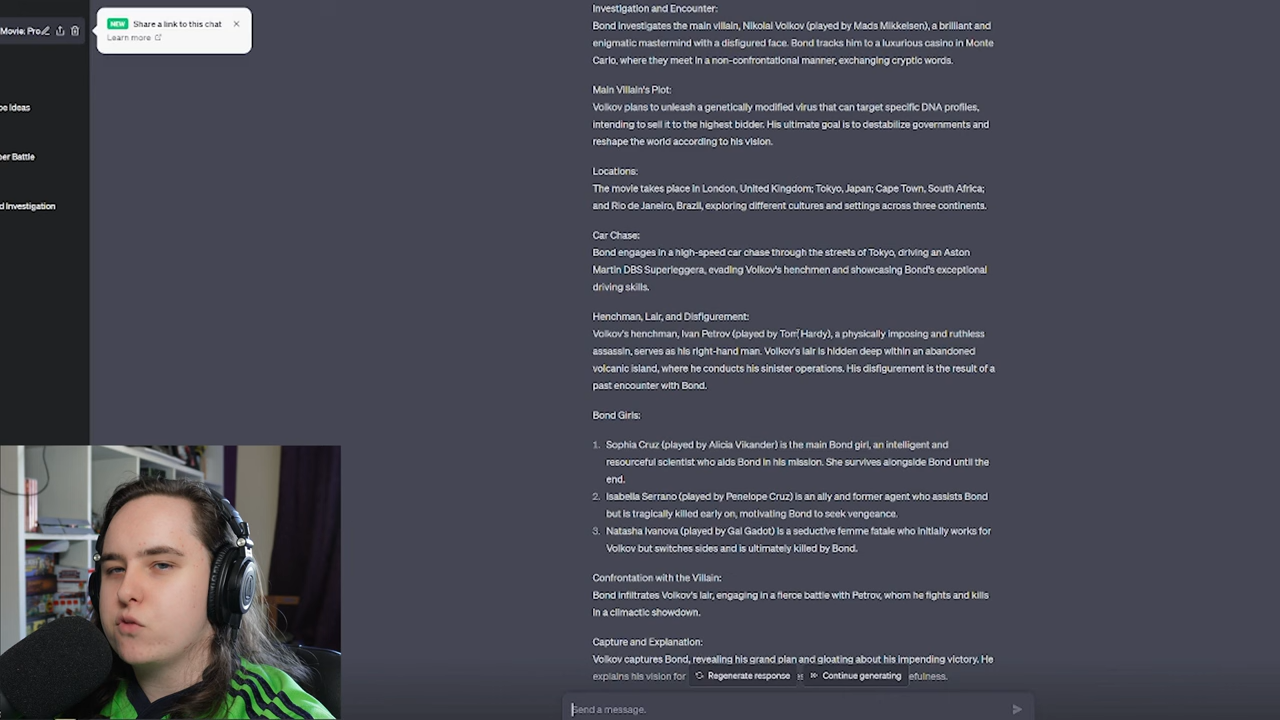 Movie: Pro
NEW Share a link to this chat
Learn more
pe Ideas
per Battle
d Investigation
Investigation and Encounter:
Bond investigates the main villain, Nikolai Volkov (played by Mads Mikkelsen), a brilliant and
enigmatic mastermind with a disfigured face. Bond tracks him to a luxurious casino in Monte
Carlo, where they meet in a non-confrontational manner, exchanging cryptic words.
Main Villain's Plot:
Volkov plans to unleash a genetically modified virus that can target specific DNA profiles,
intending to sell it to the highest bidder. His ultimate goal is to destabilize governments and
reshape the world according to his vision.
Locations:
The movie takes place in London, United Kingdom; Tokyo, Japan; Cape Town, South Africa;
and Rio de Janeiro, Brazil, exploring different cultures and settings across three continents.
Car Chase:
Bond engages in a high-speed car chase through the streets of Tokyo, driving an Aston
Martin DBS Superleggera, evading Volkov's henchmen and showcasing Bond's exceptional
driving skills.
Henchman, Lair, and Disfigurement:
Volkov's henchman, Ivan Petrov (played by Tom Hardy), a physically imposing and ruthless
assassin, serves as his right-hand man. Volkov's lair is hidden deep within an abandoned
volcanic island, where he conducts his sinister operations. His disfigurement is the result of a
past encounter with Bond.
Bond Girls:
1. Sophia Cruz (played by Alicia Vikander) is the main Bond girl, an intelligent and
resourceful scientist who aids Bond in his mission. She survives alongside Bond until the
end.
2. Isabella Serrano (played by Penelope Cruz) is an ally and former agent who assists Bond
but is tragically killed early on, motivating Bond to seek vengeance.
3. Natasha Ivanova (played by Gal Gadot) is a seductive femme fatale who initially works for
Volkov but switches sides and is ultimately killed by Bond.
Confrontation with the Villain:
Bond infiltrates Volkov's lair, engaging in a fierce battle with Petrov, whom he fights and kills
in a climactic showdown.
Capture and Explanation:
Volkov captures Bond, revealing his grand plan and gloating about his impending victory. He
explains his vision for
efulness.
Regenerate response
Continue generating
Send a message.